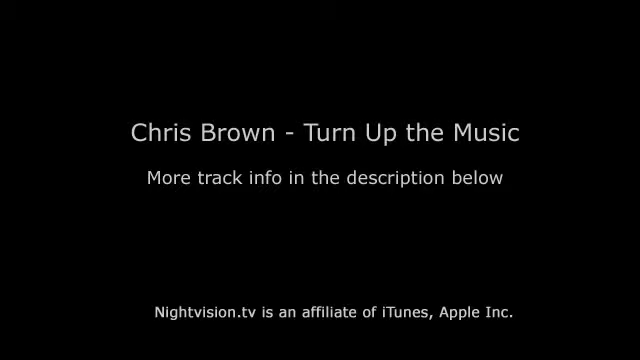 Chris Brown - Turn Up the Music
More track info in the description below
Nightvision.tv is an affiliate of iTunes, Apple Inc.